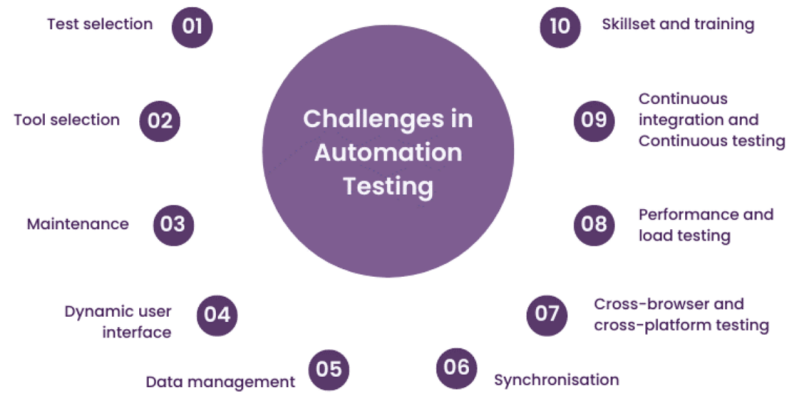 Challenges in
Automation
Testing
01
Test selection
02
Tool selection
03
Maintenance
04
Dynamic user
interface
05
Data management
06
Synchronisation
07
Cross-browser and
cross-platform testing
08
Performance and
load testing
09
Continuous
integration and
Continuous testing
10
Skillset and training